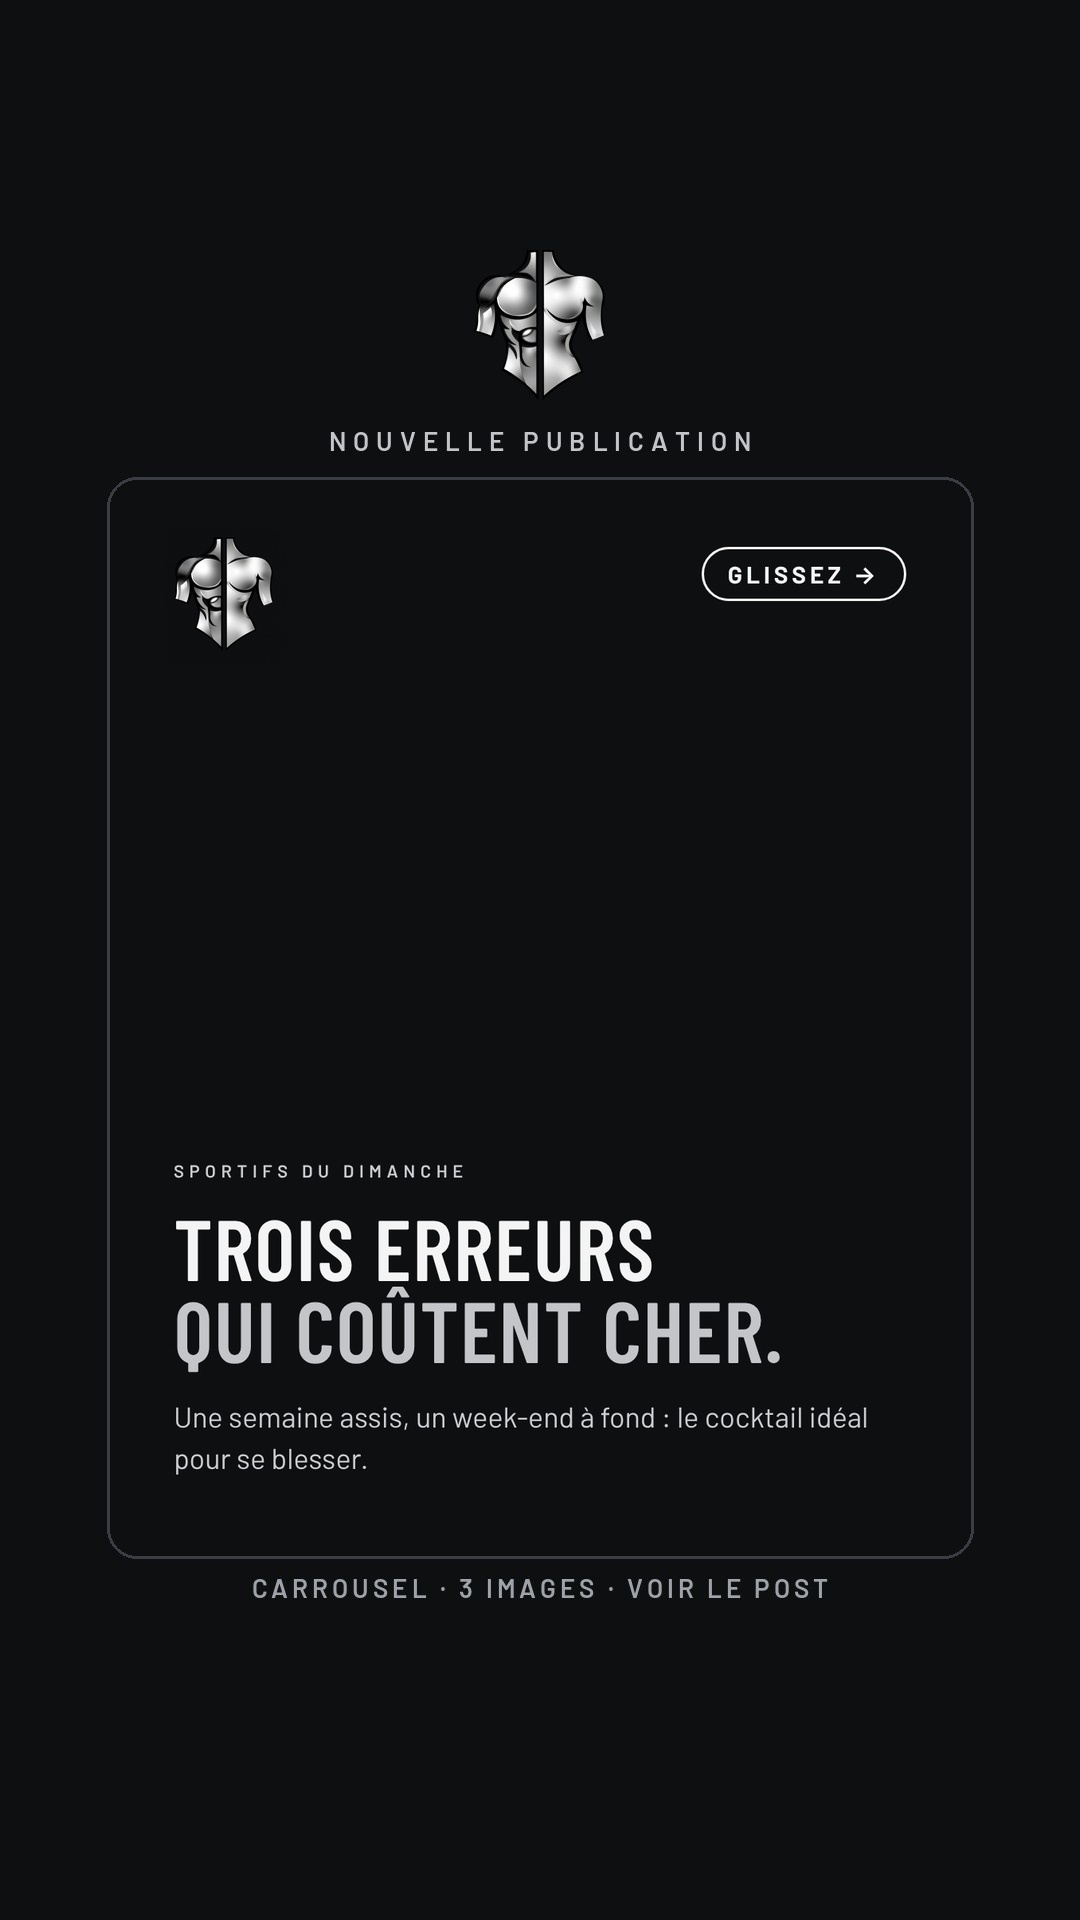 NOUVELLE PUBLICATION
GLISSEZ →
SPORTIFS DU DIMANCHE
TROIS ERREURS
QUI COÛTENT CHER.
Une semaine assis, un week-end à fond : le cocktail idéal
pour se blesser.
CARROUSEL · 3 IMAGES · VOIR LE POST